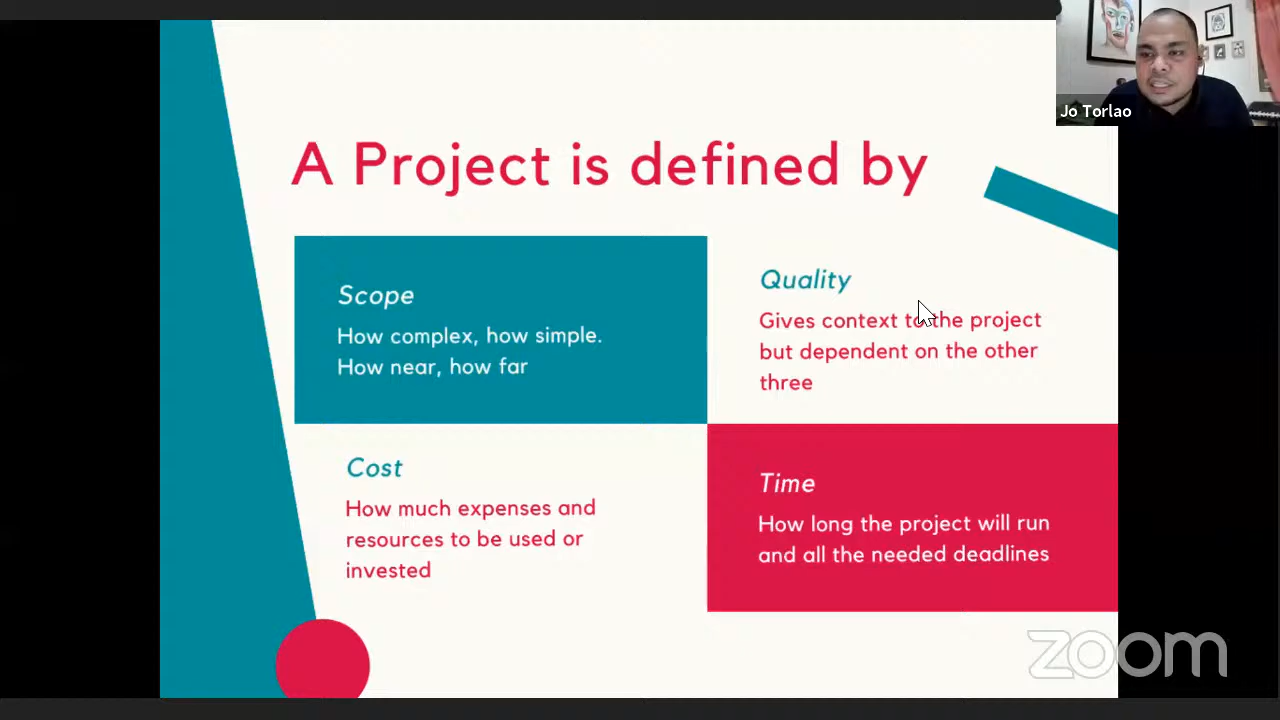 Jo Torlao
A Project is defined by
Scope
How complex, how simple.
How near, how far
Quality
Gives context to the project
but dependent on the other
three
Cost
How much expenses and
resources to be used or
invested
Time
How long the project will run
and all the needed deadlines
zoom